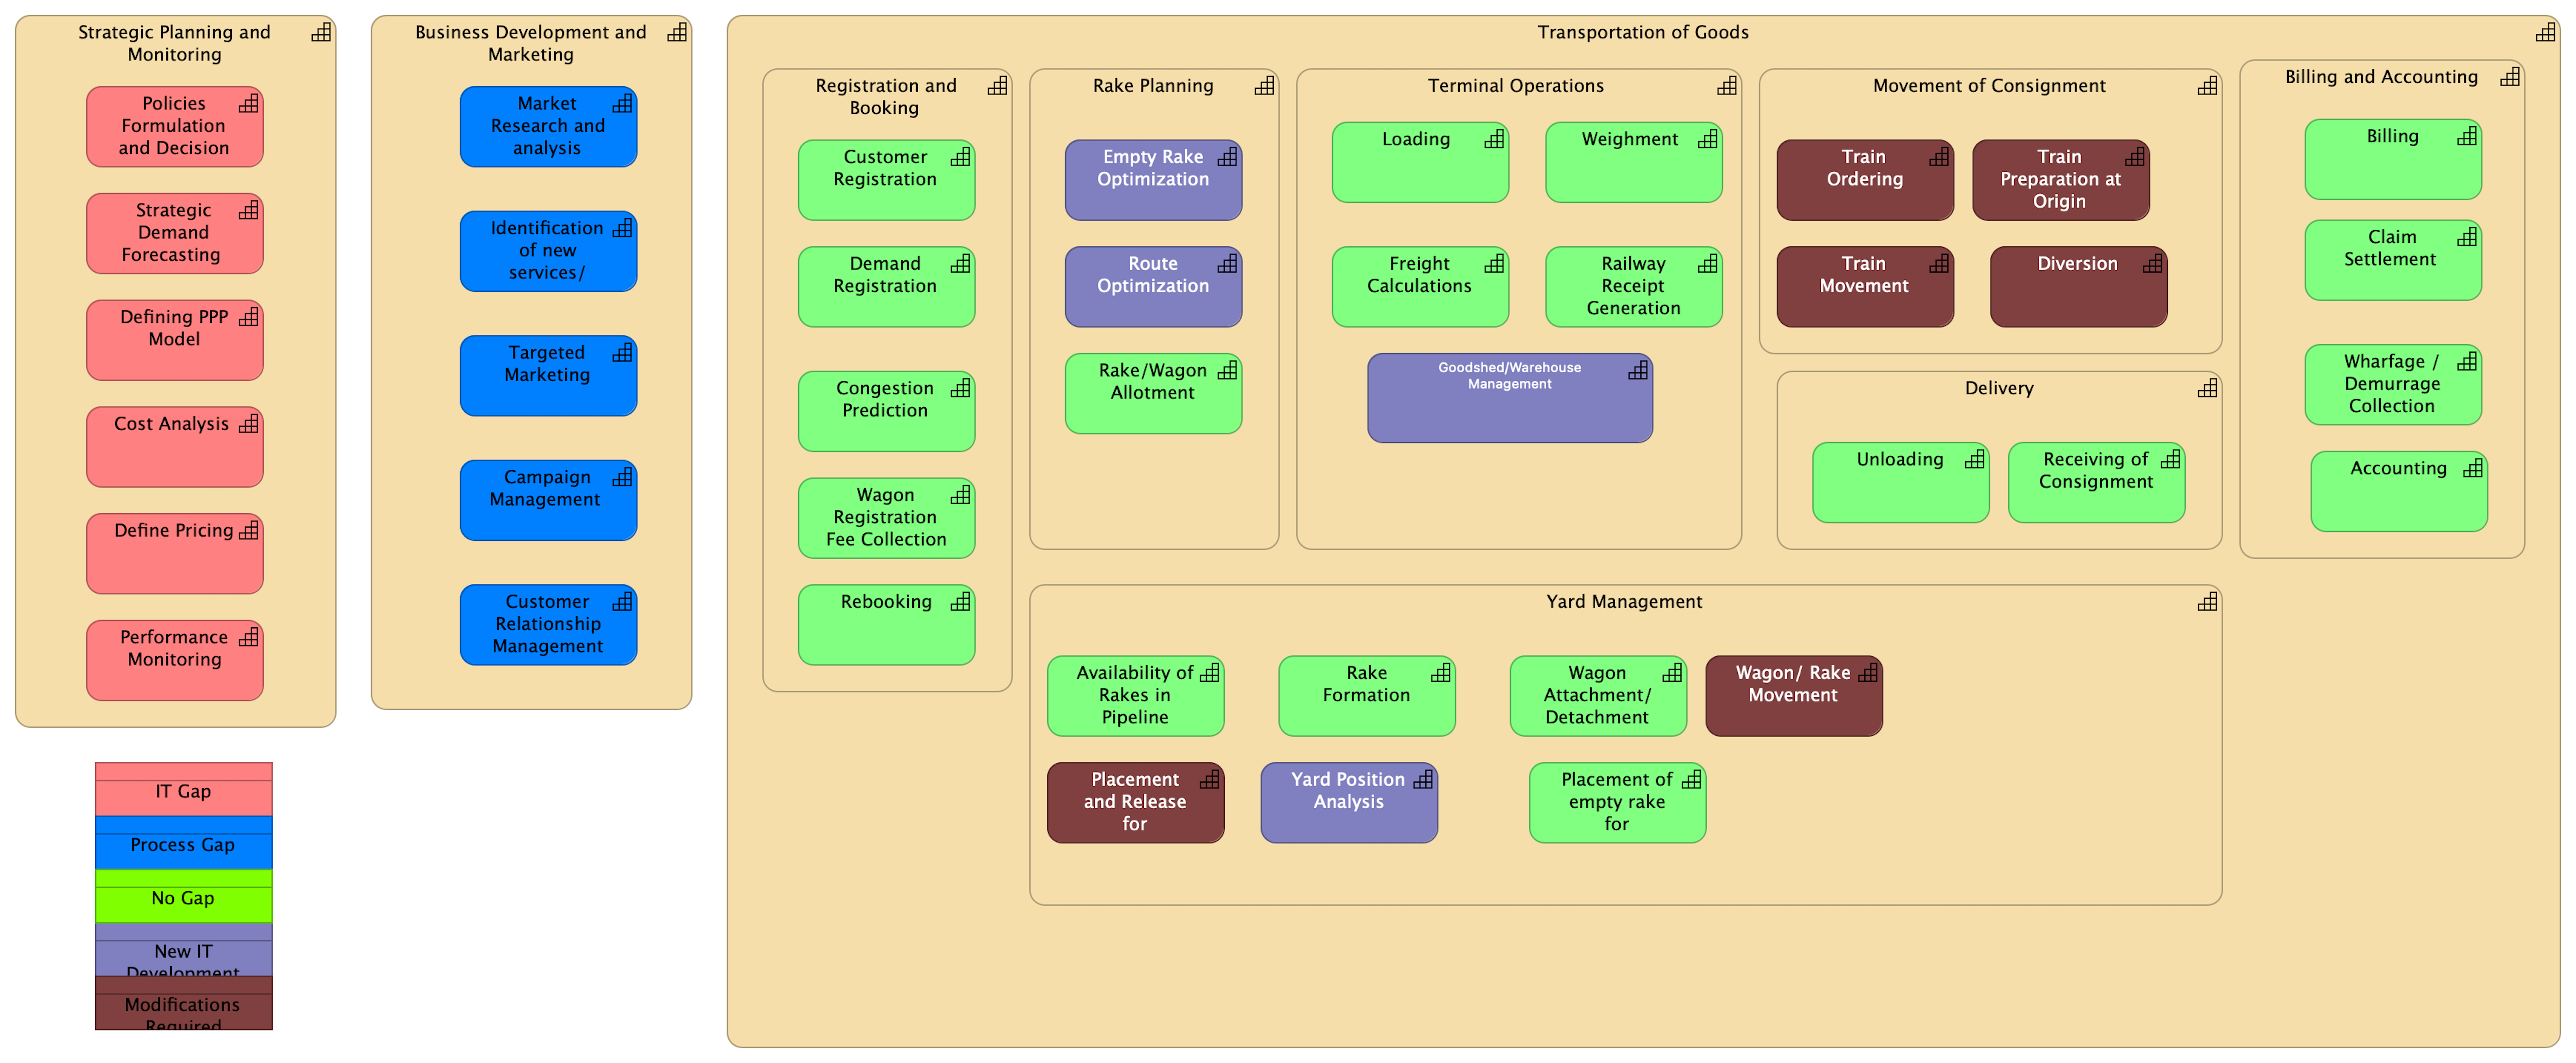 Strategic Planning and
Monitoring
Policies
Formulation
and Decision
Strategic
Demand
Forecasting
Defining PPP
Model
Cost Analysis
Define Pricing
Performance
Monitoring
IT Gap
Process Gap
No Gap
New IT
Development
Modifications
Required
Business Development and
Marketing
Market
Research and
analysis
Identification
of new
services/
Targeted
Marketing
Campaign
Management
Customer
Relationship
Management
Transportation of Goods
Registration and
Booking
Customer
Registration
Demand
Registration
Congestion
Prediction
Wagon
Registration
Fee Collection
Rebooking
Rake Planning
Empty Rake
Optimization
Route
Optimization
Rake/Wagon
Allotment
Terminal Operations
Loading
Weighment
Freight
Calculations
Railway
Receipt
Generation
Goodshed/Warehouse
Management
Movement of Consignment
Train
Ordering
Train
Preparation at
Origin
Train
Movement
Diversion
Delivery
Unloading
Receiving of
Consignment
Billing and Accounting
Billing
Claim
Settlement
Wharfage /
Demurrage
Collection
Accounting
Yard Management
Availability of
Rakes in
Pipeline
Rake
Formation
Wagon
Attachment/
Detachment
Wagon/ Rake
Movement
Placement
and Release
for
Yard Position
Analysis
Placement of
empty rake
for